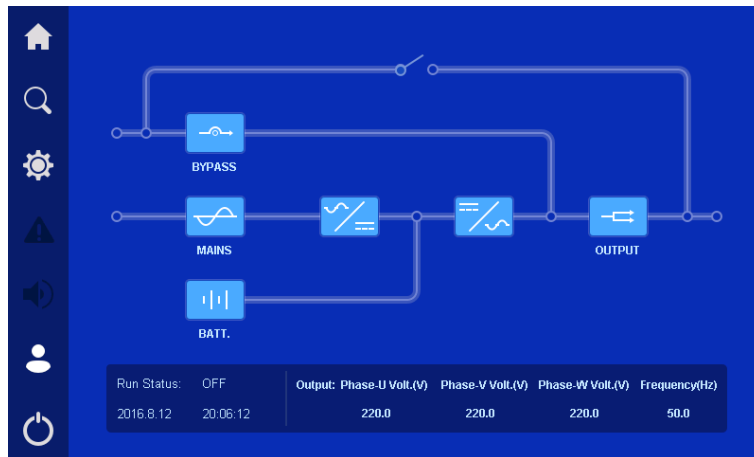 BYPASS
MAINS
OUTPUT
BATT.
Run Status: OFF Output: Phase-U Volt.(V) Phase-V Volt.(V) Phase-W Volt.(V) Frequency(Hz)
2016.8.12 20:06:12 220.0 220.0 220.0 50.0